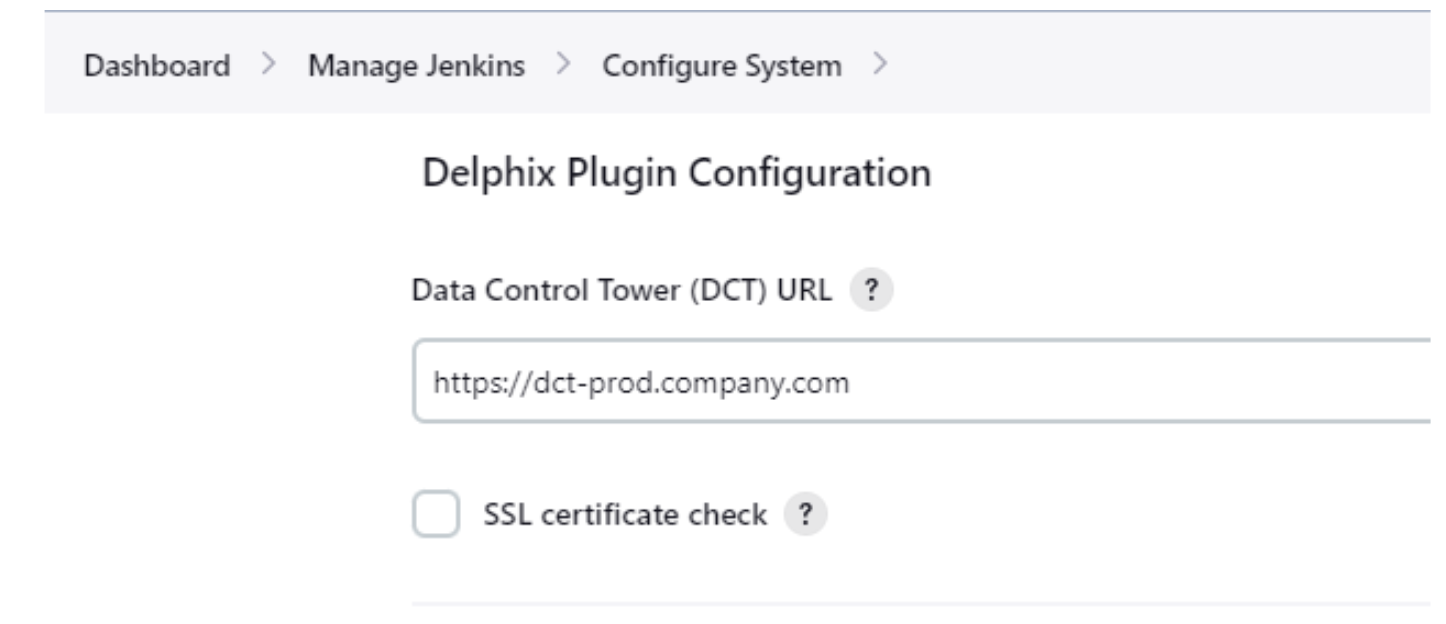 Dashboard > Manage Jenkins > Configure System >
Delphix Plugin Configuration
Data Control Tower (DCT) URL ?
https://dct-prod.company.com
SSL certificate check ?